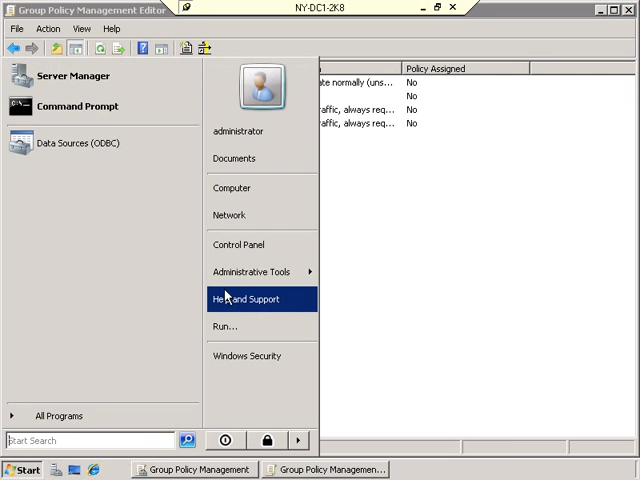 Group Policy Management Editor
NY-DC1-2K8
File Action View Help
Policy Assigned
ate normally (uns... No
No
affic, always req... No
affic, always req... No
Server Manager
Command Prompt
Data Sources (ODBC)
administrator
Documents
Computer
Network
Control Panel
Administrative Tools
Help and Support
Run...
Windows Security
All Programs
Start Search
Start
Group Policy Management
Group Policy Managemen...